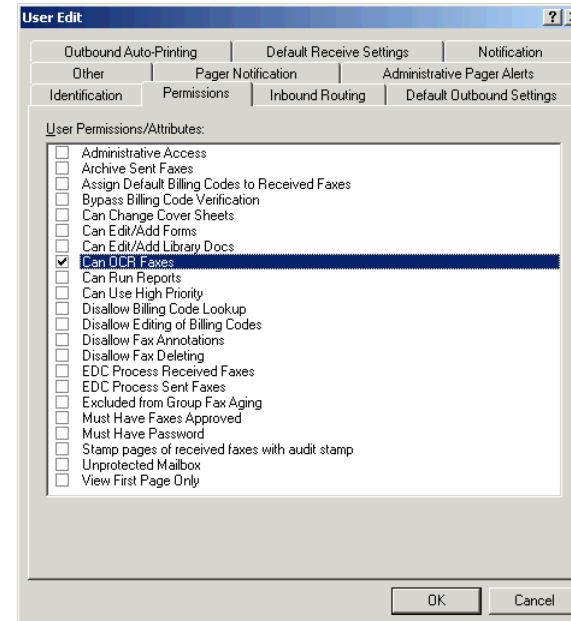 User Edit
Outbound Auto-Printing Default Receive Settings Notification
Other Pager Notification Administrative Pager Alerts
Identification Permissions Inbound Routing Default Outbound Settings
User Permissions/Attributes:
Administrative Access
Archive Sent Faxes
Assign Default Billing Codes to Received Faxes
Bypass Billing Code Verification
Can Change Cover Sheets
Can Edit/Add Forms
Can Edit/Add Library Docs
Can OCR Faxes
Can Run Reports
Can Use High Priority
Disallow Billing Code Lookup
Disallow Editing of Billing Codes
Disallow Fax Annotations
Disallow Fax Deleting
EDC Process Received Faxes
EDC Process Sent Faxes
Excluded from Group Fax Aging
Must Have Faxes Approved
Must Have Password
Stamp pages of received faxes with audit stamp
Unprotected Mailbox
View First Page Only
OK Cancel